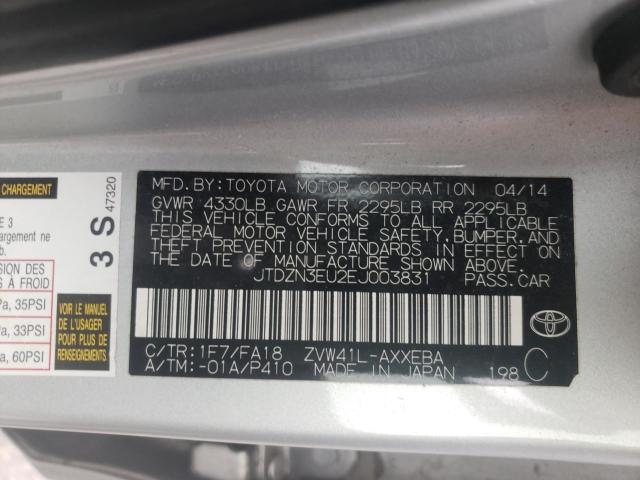 CHARGEMENT
3 S 47320
E 3
argement ne
b.
SION DES
S À FROID
Pa, 35PSI
Pa, 33PSI
a, 60PSI
VOIR LE MANUEL
DE L'USAGER
POUR PLUS DE
RENSEIGNEMENTS
MFD. BY: TOYOTA MOTOR CORPORATION 04/14
GVWR 4330LB GAWR FR 2295LB RR 2295LB
THIS VEHICLE CONFORMS TO ALL APPLICABLE
FEDERAL MOTOR VEHICLE SAFETY, BUMPER, AND
THEFT PREVENTION STANDARDS IN EFFECT
ON THE DATE OF MANUFACTURE SHOWN ABOVE.
JTDZN3EU2EJ003831 PASS. CAR
C/TR: 1F7/FA18 ZVW41L-AXXEBA
A/TM: -01A/P410 MADE IN JAPAN 198 C
TOYOTA